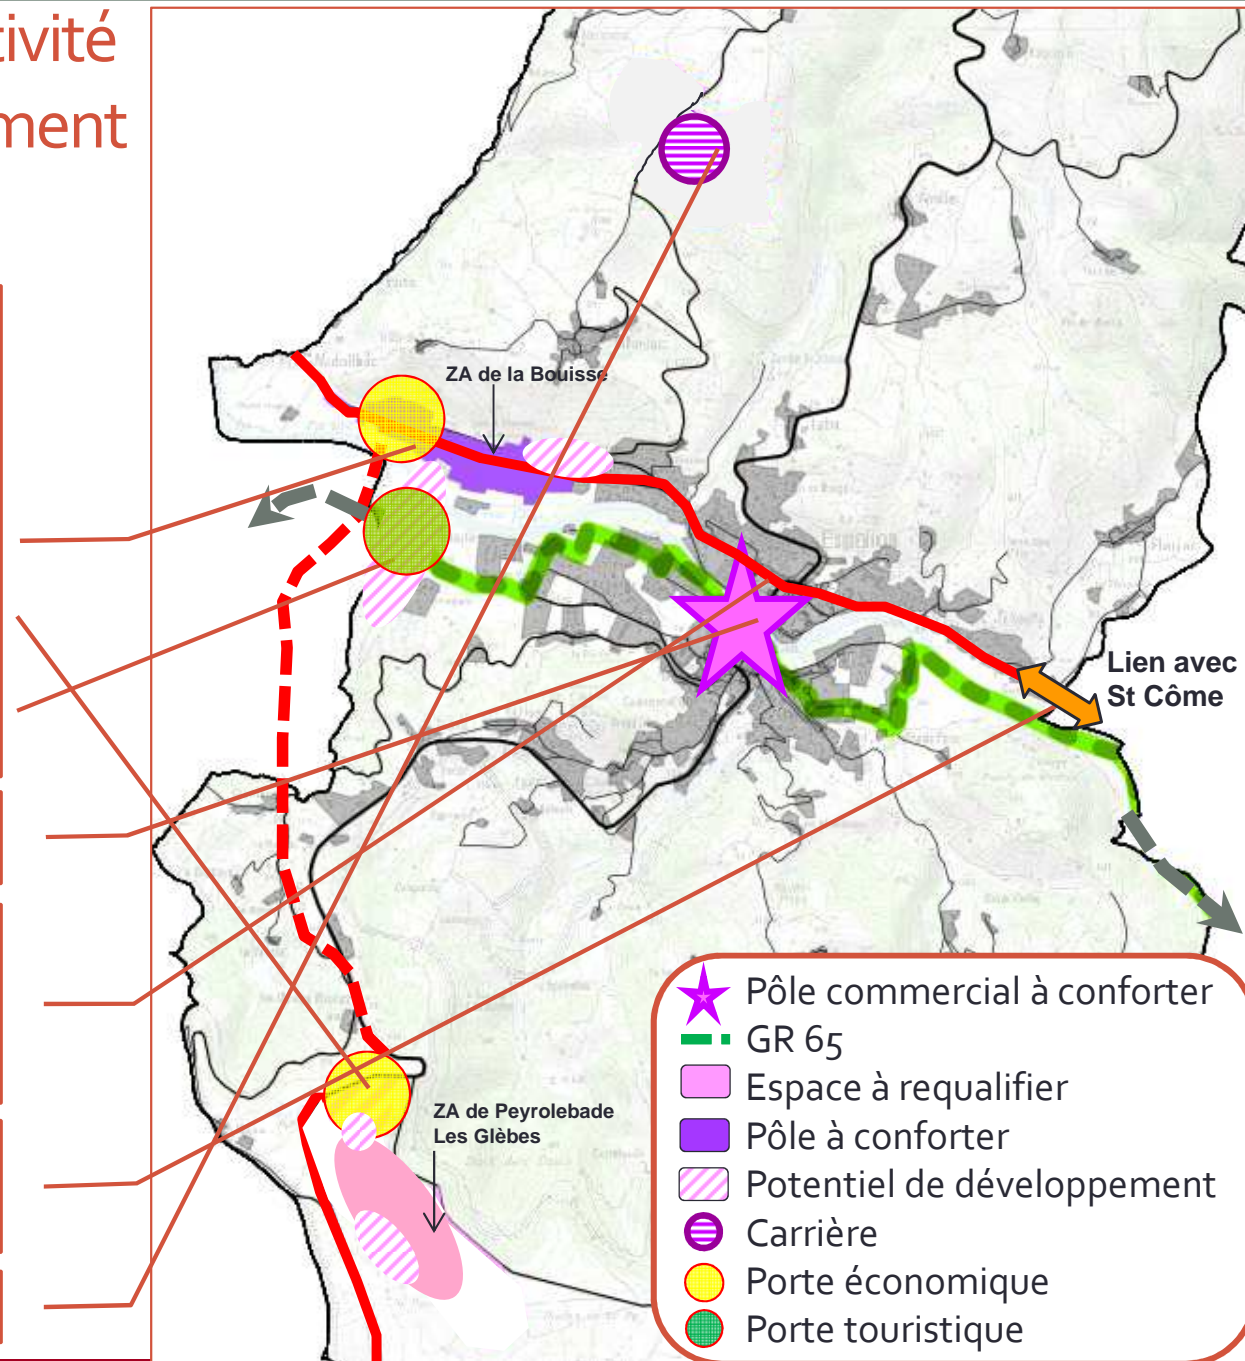 tivité
ment
ZA de la Bouisse
Espalion
Lien avec
St Côme
ZA de Peyrolebade
Les Glèbes
Pôle commercial à conforter
GR 65
Espace à requalifier
Pôle à conforter
Potentiel de développement
Carrière
Porte économique
Porte touristique